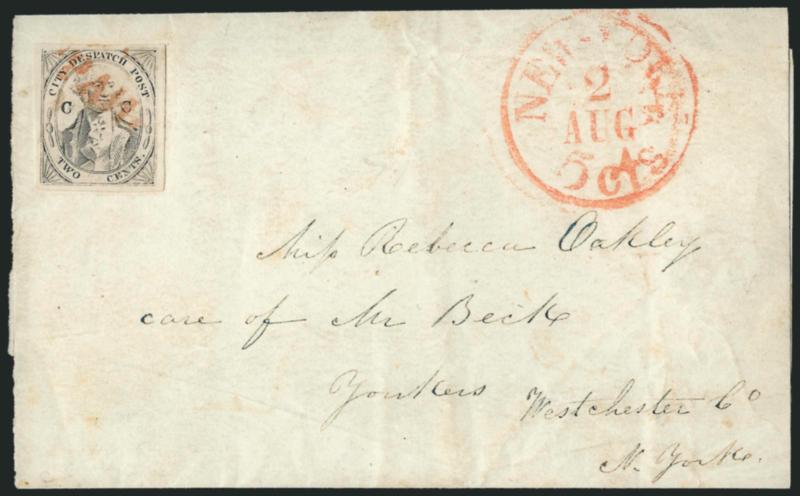 CITY DESPATCH POST
C C
TWO CENTS.
NEW-YORK
2
AUG
5 cts
Miss Rebecca Oakley
care of Mr Beck
Yonkers Westchester Co
N. York.